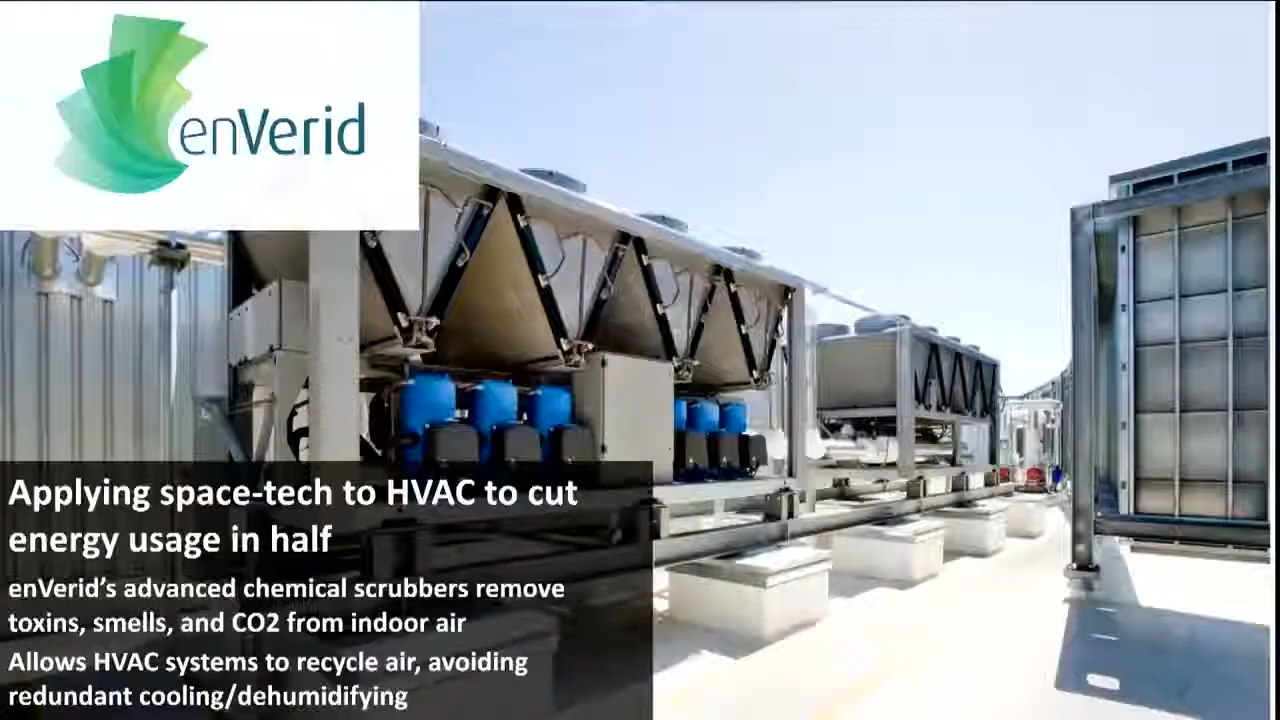 enVerid
Applying space-tech to HVAC to cut
energy usage in half
enVerid's advanced chemical scrubbers remove
toxins, smells, and CO2 from indoor air
Allows HVAC systems to recycle air, avoiding
redundant cooling/dehumidifying